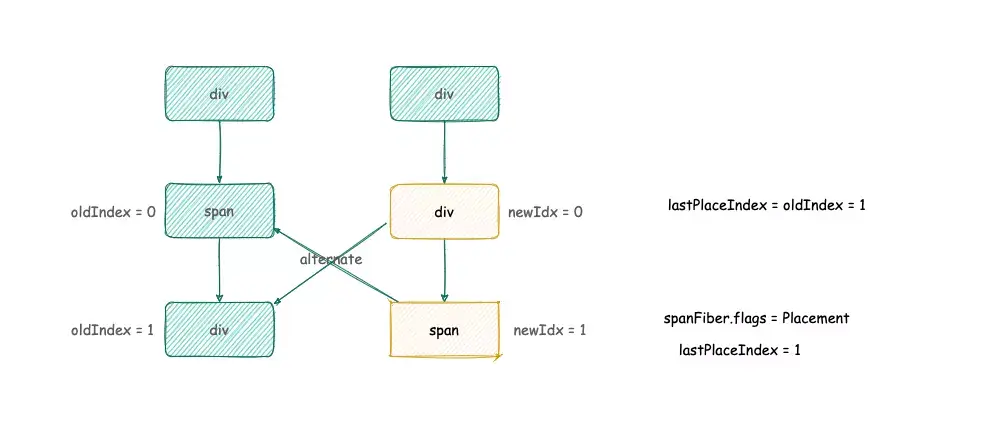 div
div
oldIndex = 0
span
div
newIdx = 0
lastPlaceIndex = oldIndex = 1
alternate
oldIndex = 1
div
span
newIdx = 1
spanFiber.flags = Placement
lastPlaceIndex = 1